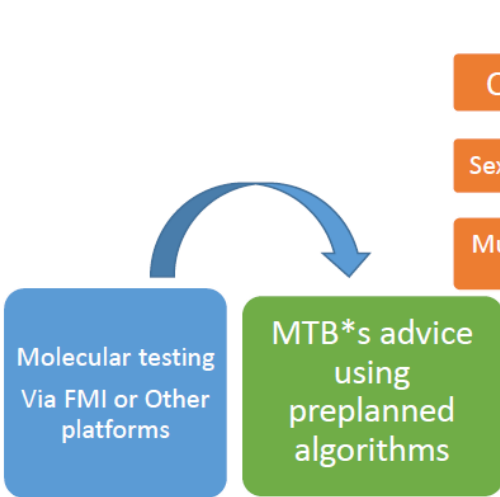 Molecular testing
Via FMI or Other
platforms
MTB*s advice
using
preplanned
algorithms